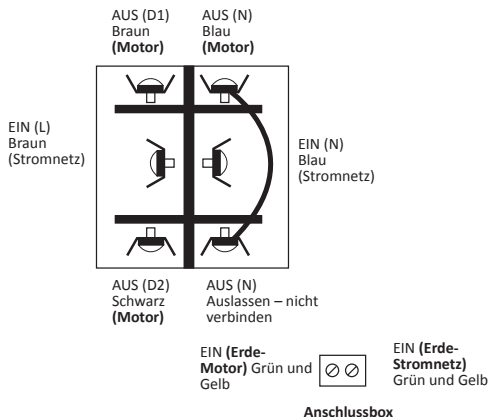 AUS (D1)
Braun
(Motor)
AUS (N)
Blau
(Motor)
EIN (L)
Braun
(Stromnetz)
EIN (N)
Blau
(Stromnetz)
AUS (D2)
Schwarz
(Motor)
AUS (N)
Auslassen – nicht
verbinden
EIN (Erde-
Motor) Grün und
Gelb
EIN (Erde-
Stromnetz)
Grün und Gelb
Anschlussbox